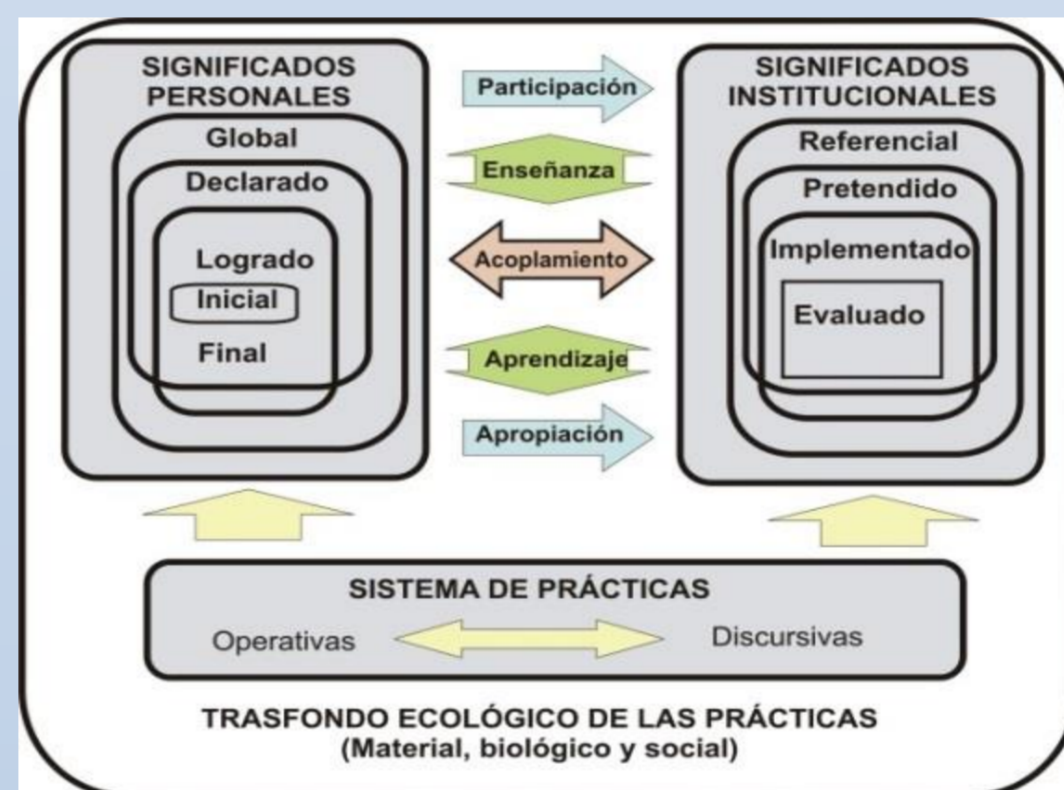 SIGNIFICADOS
PERSONALES
Global
Declarado
Logrado
Inicial
Final
Participación
Enseñanza
Acoplamiento
Aprendizaje
Apropiación
SIGNIFICADOS
INSTITUCIONALES
Referencial
Pretendido
Implementado
Evaluado
SISTEMA DE PRÁCTICAS
Operativas
Discursivas
TRASFONDO ECOLÓGICO DE LAS PRÁCTICAS
(Material, biológico y social)